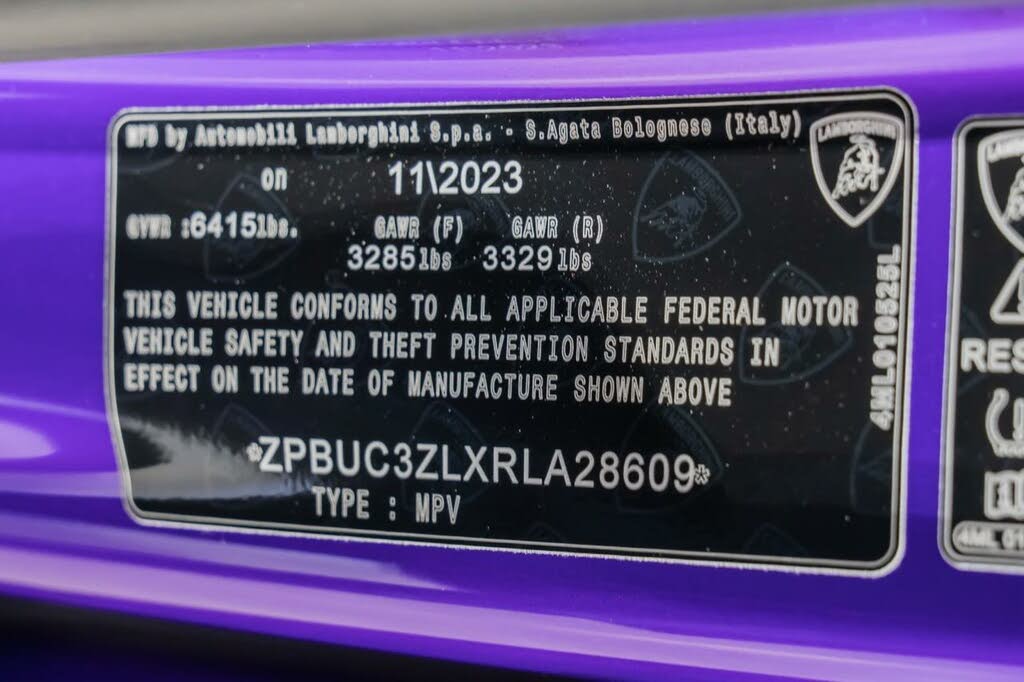 MFD by Automobili Lamborghini S.p.a. - S.Agata Bolognese (Italy)
LAMBORGHINI
on 11\2023
GVWR :6415lbs. GAWR (F) GAWR (R)
3285lbs 3329lbs
THIS VEHICLE CONFORMS TO ALL APPLICABLE FEDERAL MOTOR
VEHICLE SAFETY AND THEFT PREVENTION STANDARDS IN
EFFECT ON THE DATE OF MANUFACTURE SHOWN ABOVE
*ZPBUC3ZLXRLA28609*
TYPE : MPV
4ML010525L
RES
4ML 01